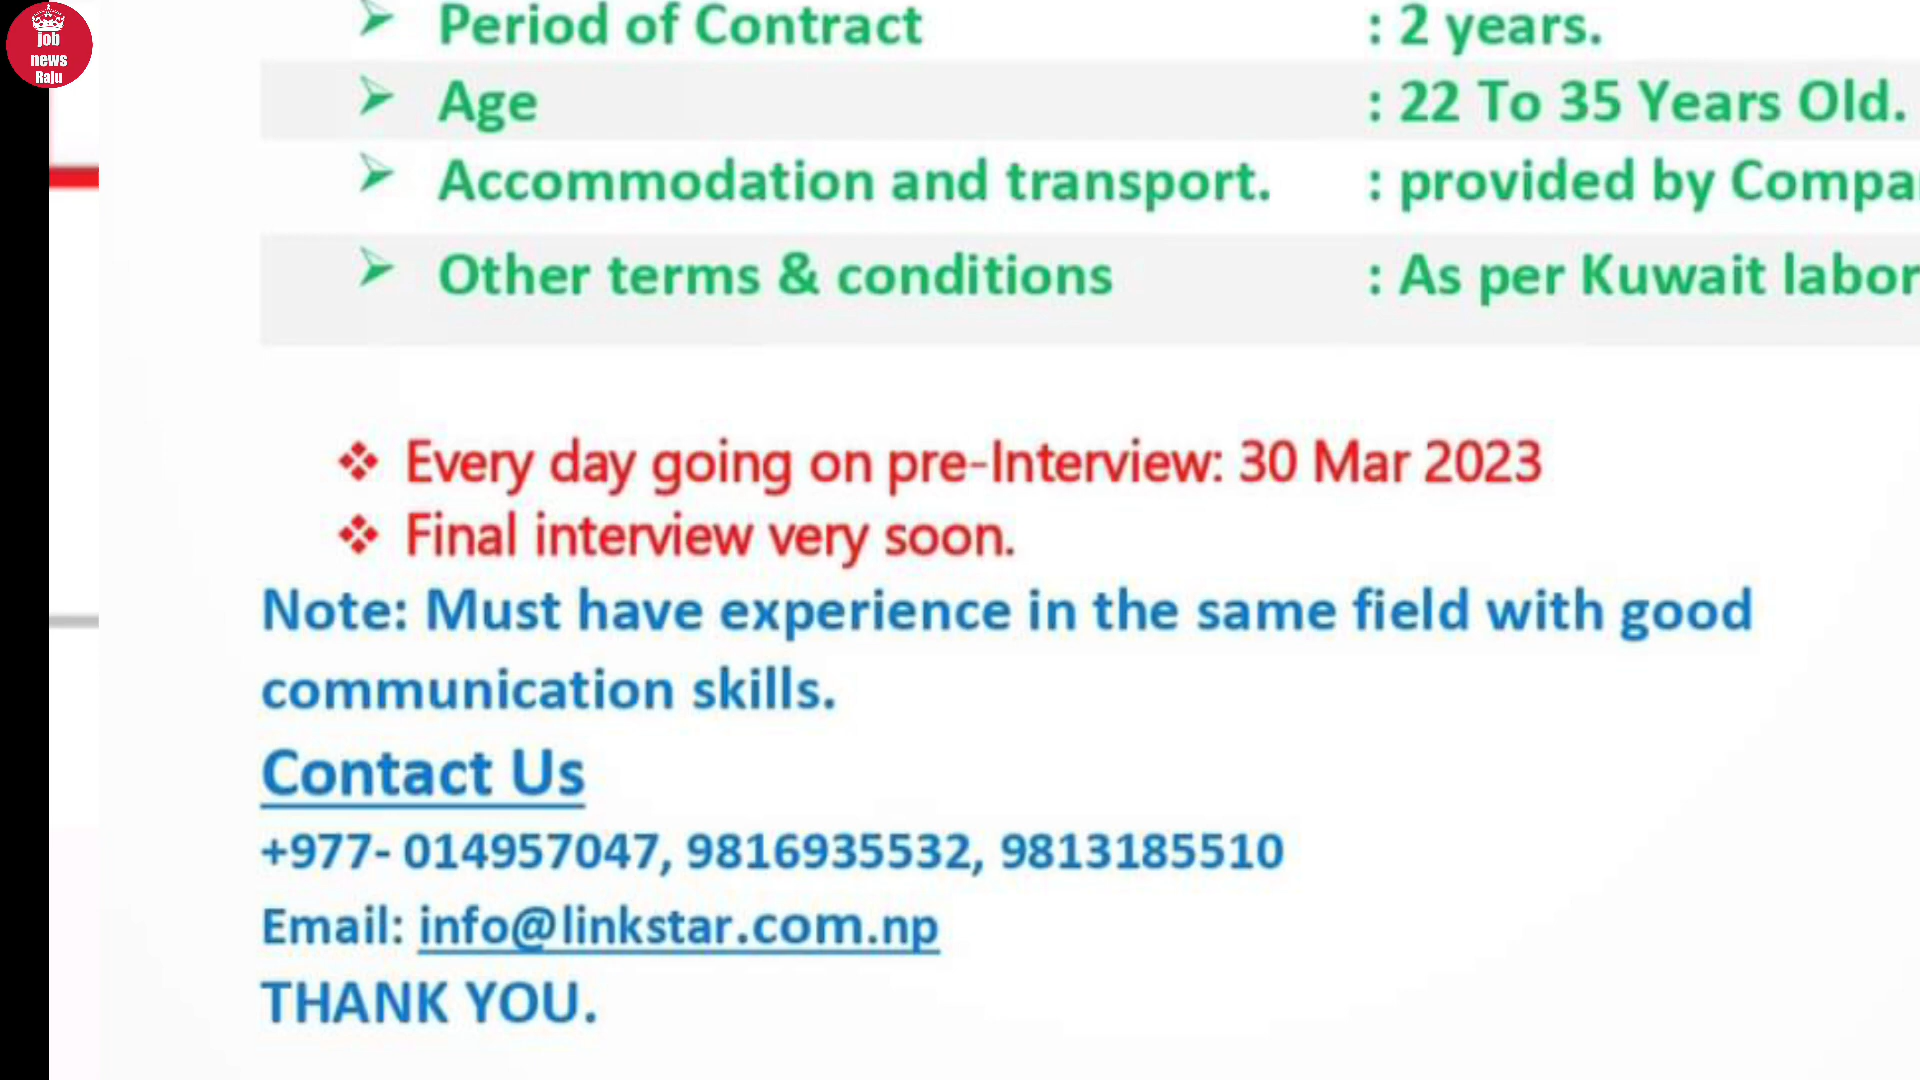 job
news
Raju
Period of Contract : 2 years.
Age : 22 To 35 Years Old.
Accommodation and transport. : provided by Compa
Other terms & conditions : As per Kuwait labor
Every day going on pre-Interview: 30 Mar 2023
Final interview very soon.
Note: Must have experience in the same field with good
communication skills.
Contact Us
+977- 014957047, 9816935532, 9813185510
Email: info@linkstar.com.np
THANK YOU.